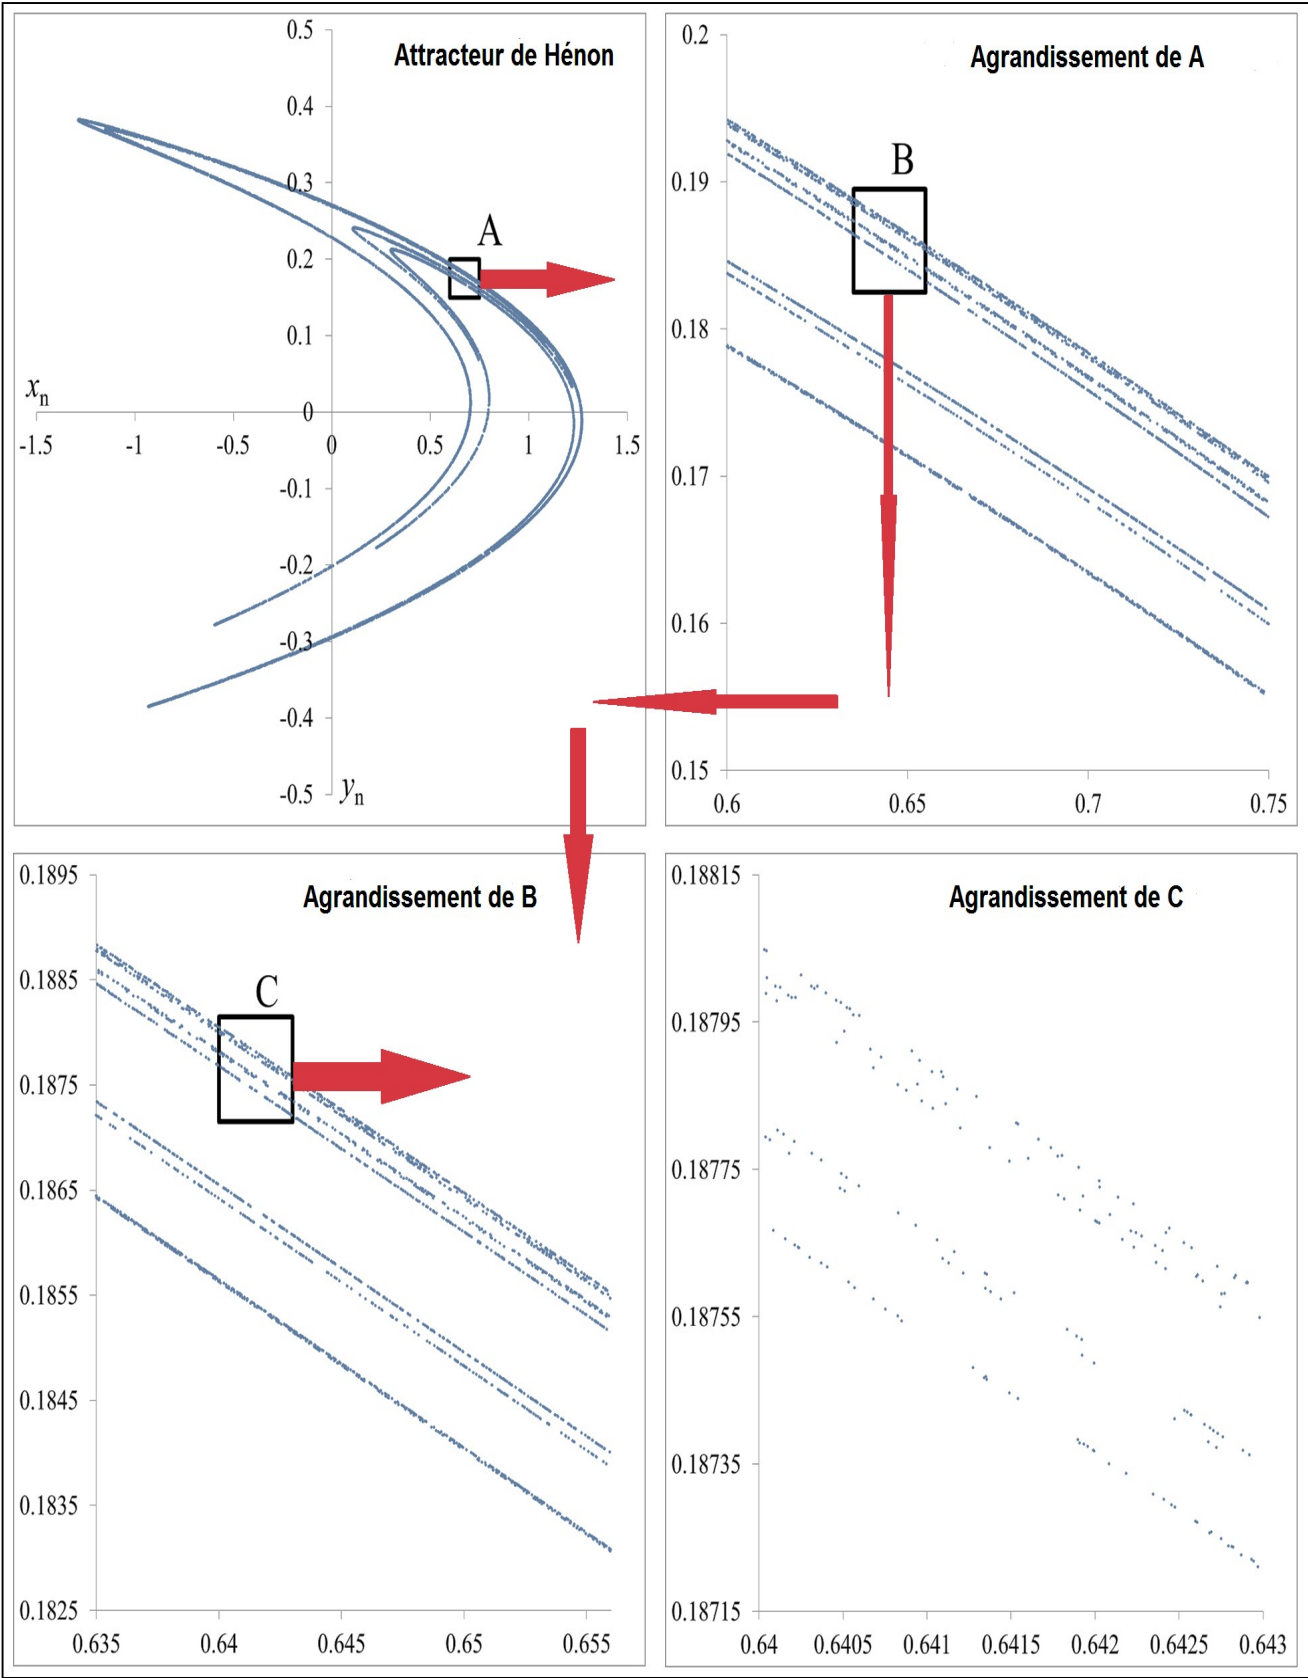 Attracteur de Hénon
0.5
0.4
0.3
0.2
0.1
0
-0.1
-0.2
-0.3
-0.4
-0.5
A
xn
-1.5 -1 -0.5 0.5 1 1.5
yn
Agrandissement de A
0.2
0.19
0.18
0.17
0.16
0.15
B
0.6 0.65 0.7 0.75
Agrandissement de B
0.1895
0.1885
0.1875
0.1865
0.1855
0.1845
0.1835
0.1825
C
0.635 0.64 0.645 0.65 0.655
Agrandissement de C
0.18815
0.18795
0.18775
0.18755
0.18735
0.18715
0.64 0.6405 0.641 0.6415 0.642 0.6425 0.643